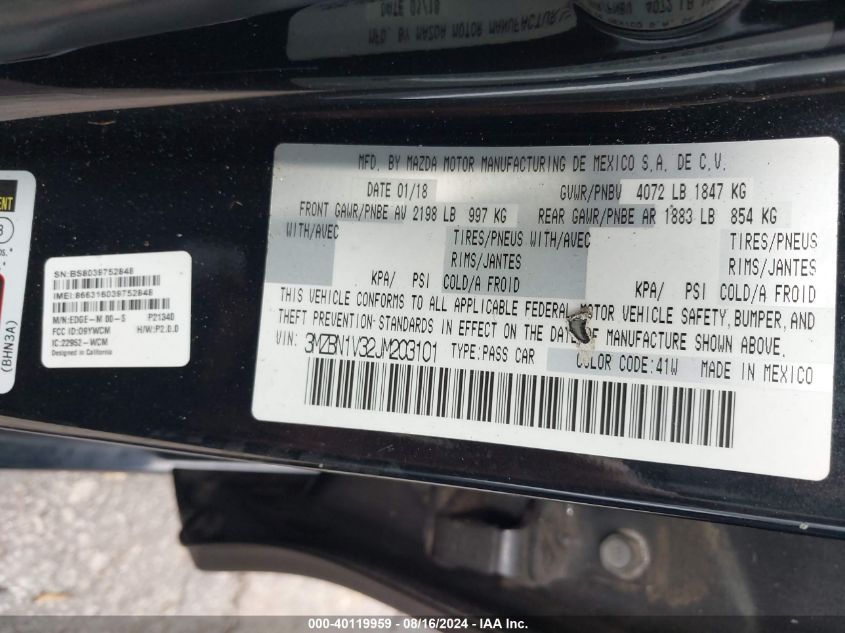 MFD. BY MAZDA MOTOR MANUFACTURING DE MEXICO S.A. DE C.V.
DATE 01/18 GVWR/PNBV 4072 LB 1847 KG
FRONT GAWR/PNBE AV 2198 LB 997 KG REAR GAWR/PNBE AR 1883 LB 854 KG
WITH/AVEC TIRES/PNEUS WITH/AVEC TIRES/PNEUS
RIMS/JANTES RIMS/JANTES
KPA/ PSI COLD/A FROID KPA/ PSI COLD/A FROID
THIS VEHICLE CONFORMS TO ALL APPLICABLE FEDERAL MOTOR VEHICLE SAFETY, BUMPER, AND
THEFT PREVENTION STANDARDS IN EFFECT ON THE DATE OF MANUFACTURE SHOWN ABOVE.
VIN: 3MZBN1V32JM203101 TYPE:PASS CAR COLOR CODE:41W MADE IN MEXICO
SN:BS8039752848
IMEI:866316039752848
M/N:EDGE-M 00-S P21340
FCC ID:O9YWCM H/W:P2.0.0
IC:22962-WCM
Designed in California
(BHN3A)
000-40119959 - 08/16/2024 - IAA Inc.